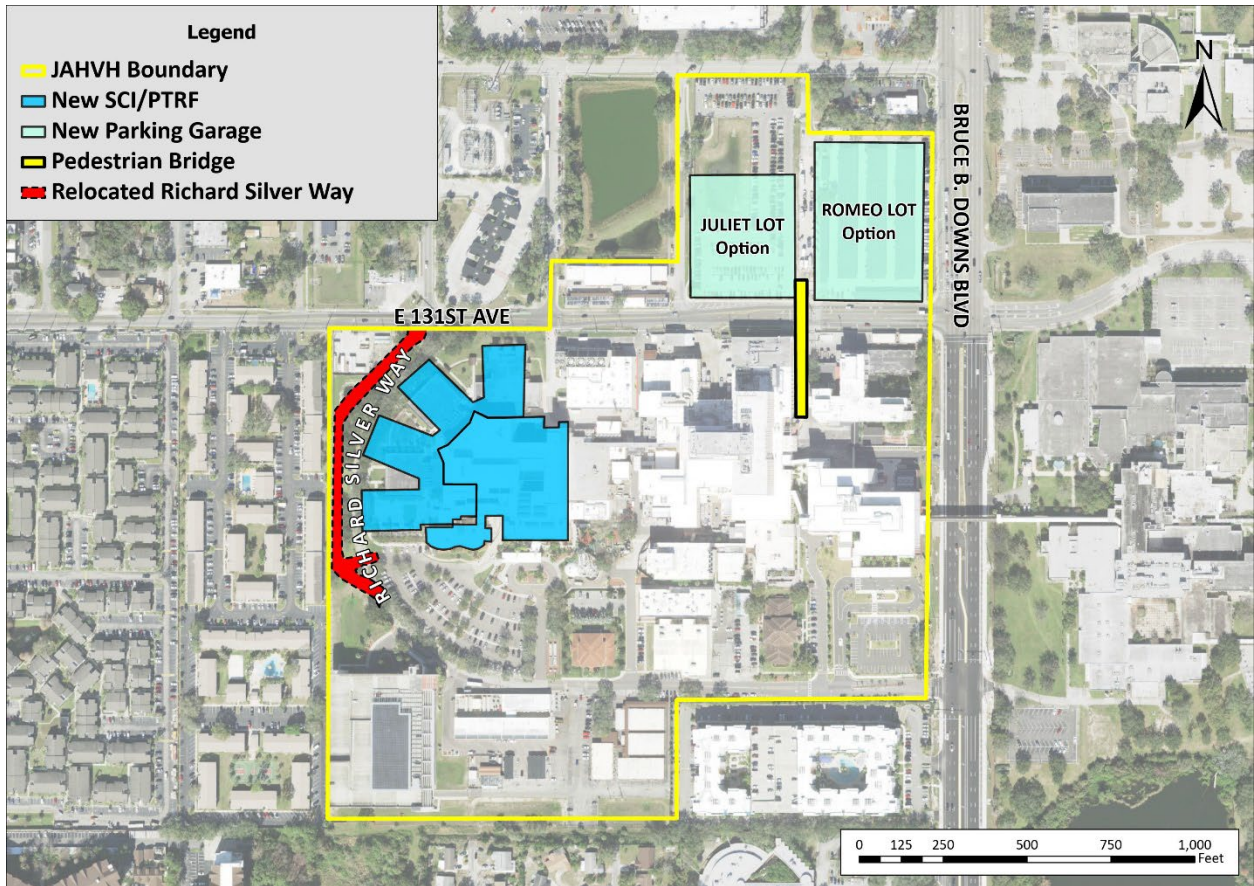 Legend
JAHVH Boundary
New SCI/PTRF
New Parking Garage
Pedestrian Bridge
Relocated Richard Silver Way
N
BRUCE B. DOWNS BLVD
JULIET LOT
Option
ROMEO LOT
Option
E 131ST AVE
RICHARD SILVER WAY
0 125 250 500 750 1,000
Feet